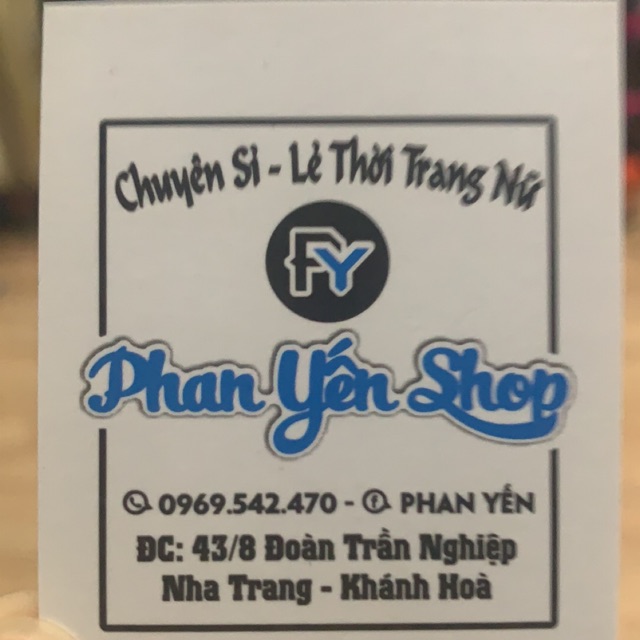 Chuyên Sỉ - Lẻ Thời Trang Nữ
PY
Phan Yến Shop
0969.542.470 - PHAN YẾN
ĐC: 43/8 Đoàn Trần Nghiệp
Nha Trang - Khánh Hoà